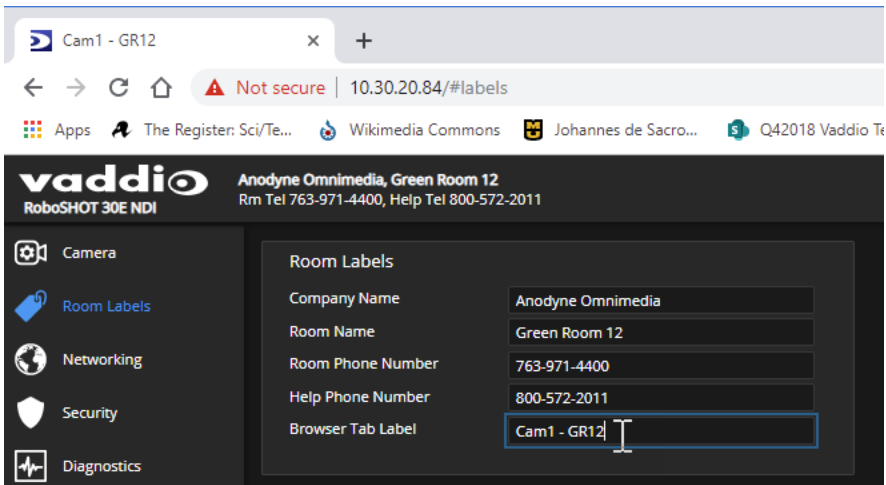 Cam1 - GR12
Not secure | 10.30.20.84/#labels
Apps The Register: Sci/Te... Wikimedia Commons Johannes de Sacro... Q42018 Vaddio Te
vaddio
RoboSHOT 30E NDI
Anodyne Omnimedia, Green Room 12
Rm Tel 763-971-4400, Help Tel 800-572-2011
Camera
Room Labels
Networking
Security
Diagnostics
Room Labels
Company Name Anodyne Omnimedia
Room Name Green Room 12
Room Phone Number 763-971-4400
Help Phone Number 800-572-2011
Browser Tab Label Cam1 - GR12